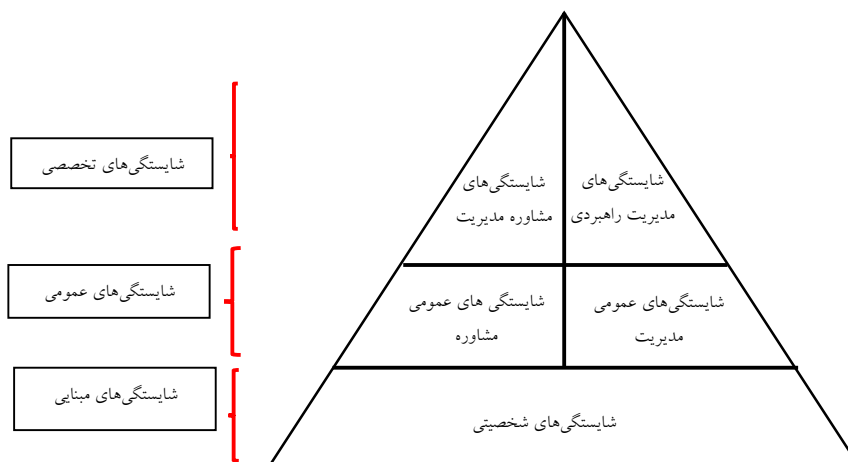 شایستگی‌های
مدیریت راهبردی
شایستگی‌های
مشاوره مدیریت
شایستگی‌های تخصصی
شایستگی‌های عمومی
مدیریت
شایستگی های عمومی
مشاوره
شایستگی‌های عمومی
شایستگی‌های شخصیتی
شایستگی‌های مبنایی